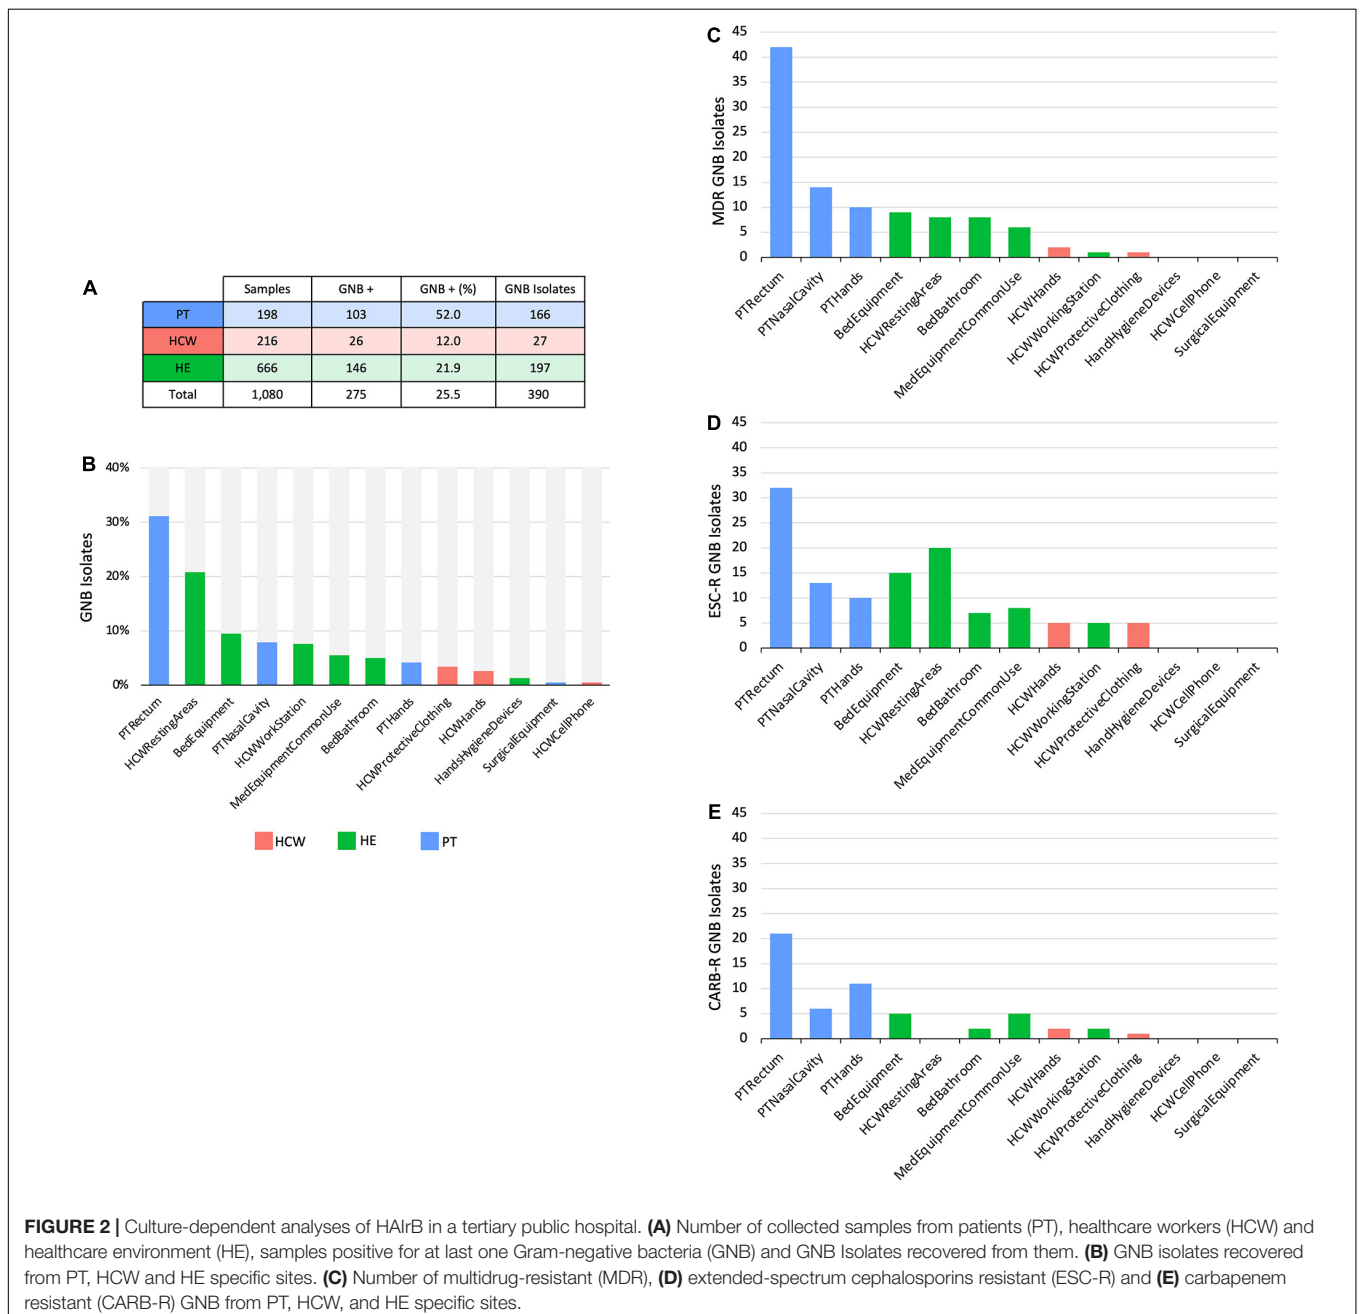 A
Samples GNB + GNB + (%) GNB Isolates
PT 198 103 52.0 166
HCW 216 26 12.0 27
HE 666 146 21.9 197
Total 1,080 275 25.5 390
B
GNB Isolates
40%
30%
20%
10%
0%
PTRectum
HCWRestingAreas
BedEquipment
PTNasalCavity
HCWWorkStation
MedEquipmentCommonUse
BedBathroom
PTHands
HCWProtectiveClothing
HCWHands
HandsHygieneDevices
SurgicalEquipment
HCWCellPhone
HCW HE PT
C
MDR GNB Isolates
45
40
35
30
25
20
15
10
5
0
PTRectum
PTNasalCavity
PTHands
BedEquipment
HCWRestingAreas
BedBathroom
MedEquipmentCommonUse
HCWHands
HCWWorkingStation
HCWProtectiveClothing
HandHygieneDevices
HCWCellPhone
SurgicalEquipment
D
ESC-R GNB Isolates
45
40
35
30
25
20
15
10
5
0
PTRectum
PTNasalCavity
PTHands
BedEquipment
HCWRestingAreas
BedBathroom
MedEquipmentCommonUse
HCWHands
HCWWorkingStation
HCWProtectiveClothing
HandHygieneDevices
HCWCellPhone
SurgicalEquipment
E
CARB-R GNB Isolates
45
40
35
30
25
20
15
10
5
0
PTRectum
PTNasalCavity
PTHands
BedEquipment
HCWRestingAreas
BedBathroom
MedEquipmentCommonUse
HCWHands
HCWWorkingStation
HCWProtectiveClothing
HandHygieneDevices
HCWCellPhone
SurgicalEquipment
FIGURE 2 | Culture-dependent analyses of HAIrB in a tertiary public hospital. (A) Number of collected samples from patients (PT), healthcare workers (HCW) and
healthcare environment (HE), samples positive for at last one Gram-negative bacteria (GNB) and GNB Isolates recovered from them. (B) GNB isolates recovered
from PT, HCW and HE specific sites. (C) Number of multidrug-resistant (MDR), (D) extended-spectrum cephalosporins resistant (ESC-R) and (E) carbapenem
resistant (CARB-R) GNB from PT, HCW, and HE specific sites.